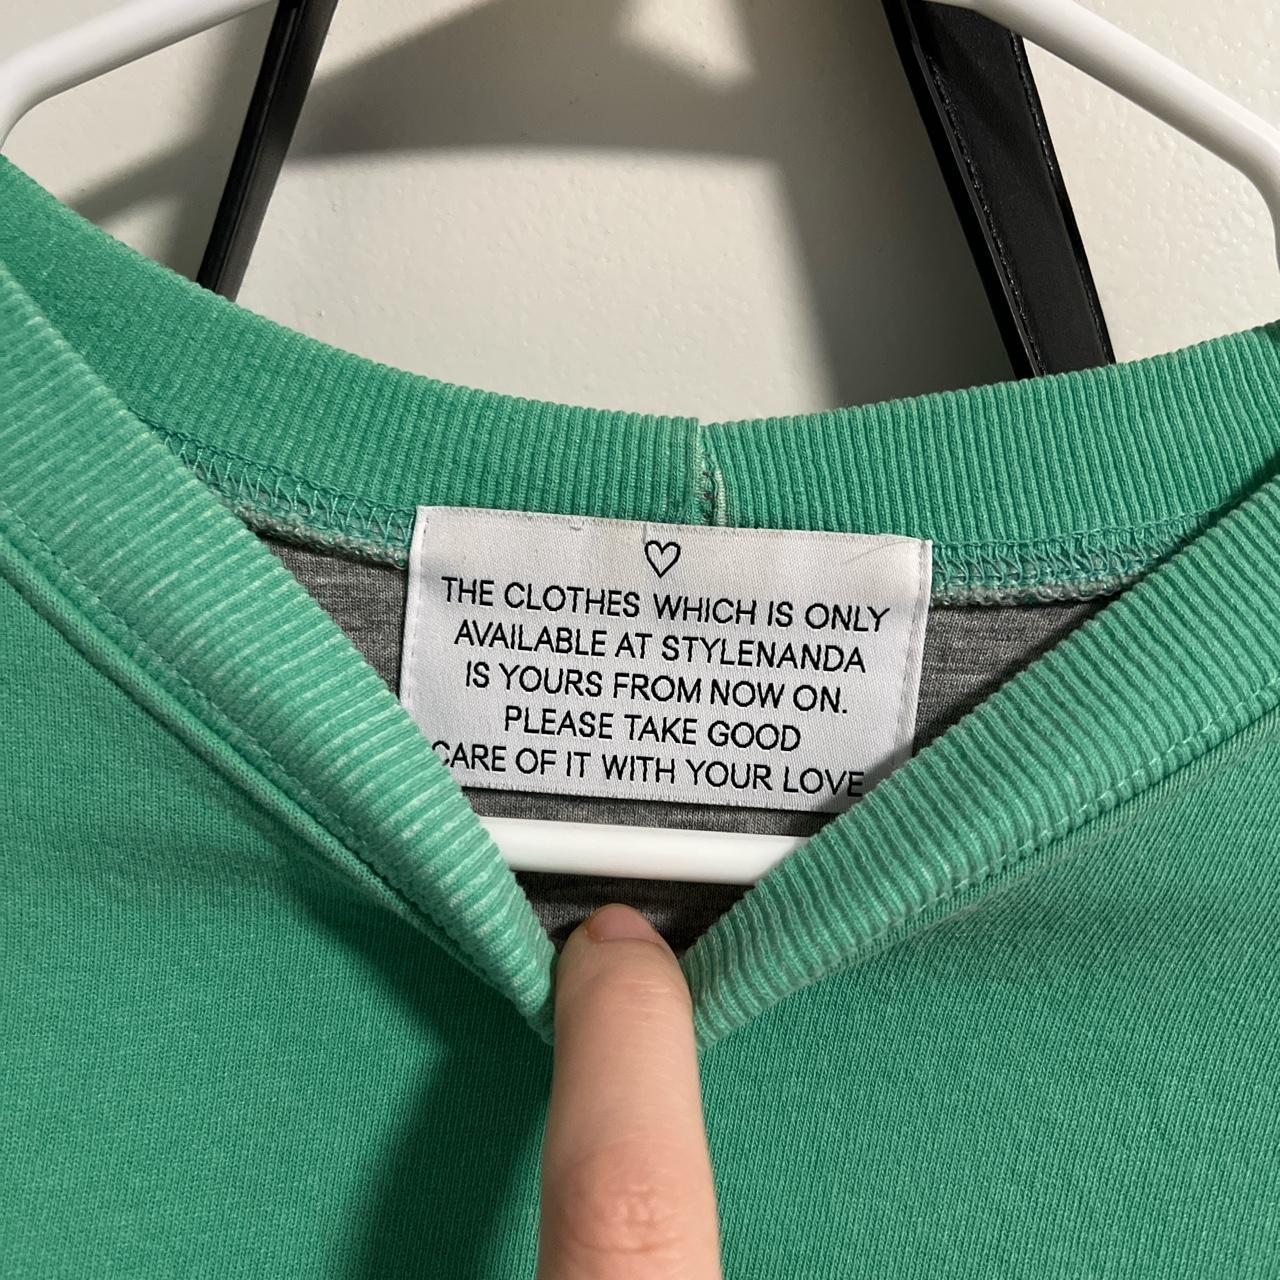 THE CLOTHES WHICH IS ONLY
AVAILABLE AT STYLENANDA
IS YOURS FROM NOW ON.
PLEASE TAKE GOOD
CARE OF IT WITH YOUR LOVE